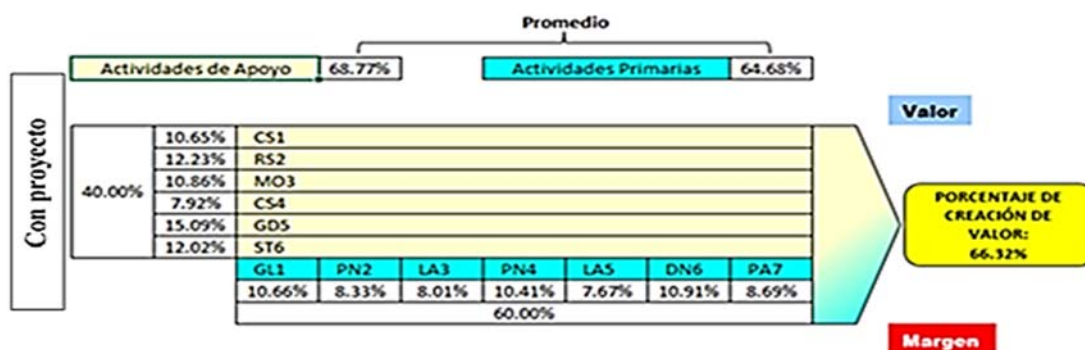 Promedio
Actividades de Apoyo 68.77% Actividades Primarias 64.68%
Con proyecto
Valor
40.00%
10.65% CS1
12.23% RS2
10.86% MO3
7.92% CS4
15.09% GD5
12.02% ST6
PORCENTAJE DE
CREACIÓN DE
VALOR:
66.32%
GL1 PN2 LA3 PN4 LA5 DN6 PA7
10.66% 8.33% 8.01% 10.41% 7.67% 10.91% 8.69%
60.00%
Margen